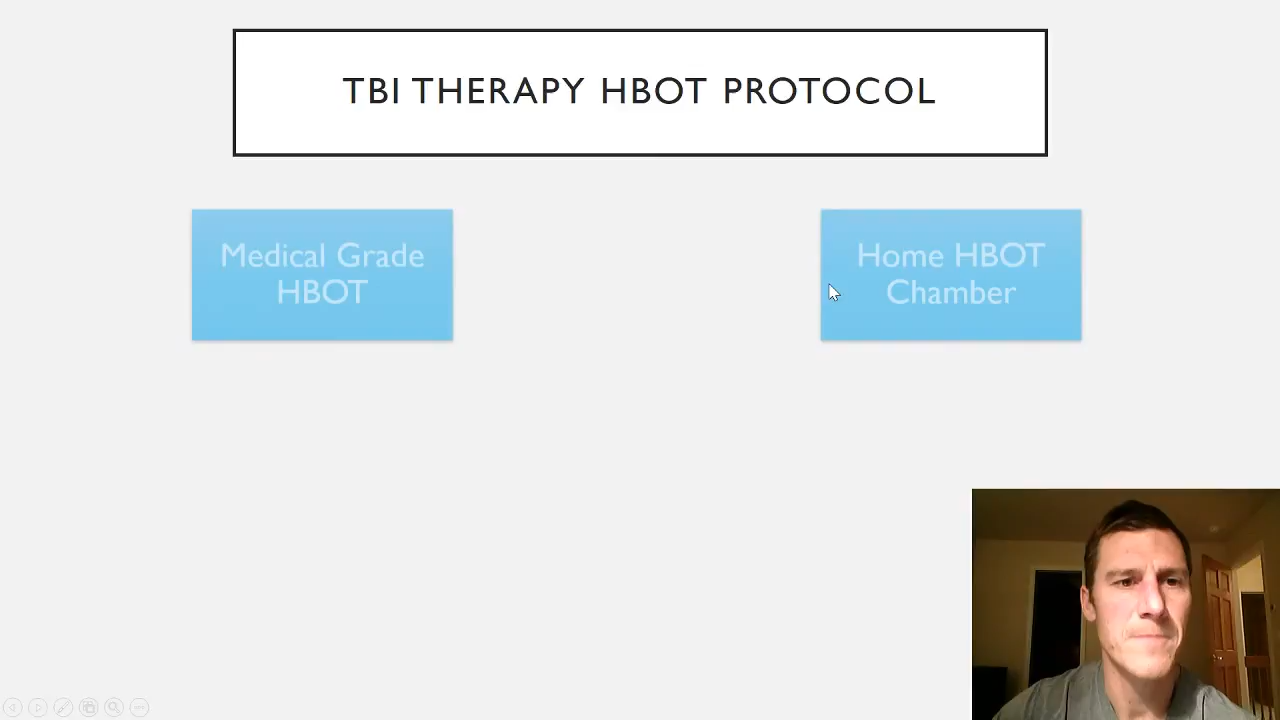 TBI THERAPY HBOT PROTOCOL
Medical Grade
HBOT
Home HBOT
Chamber